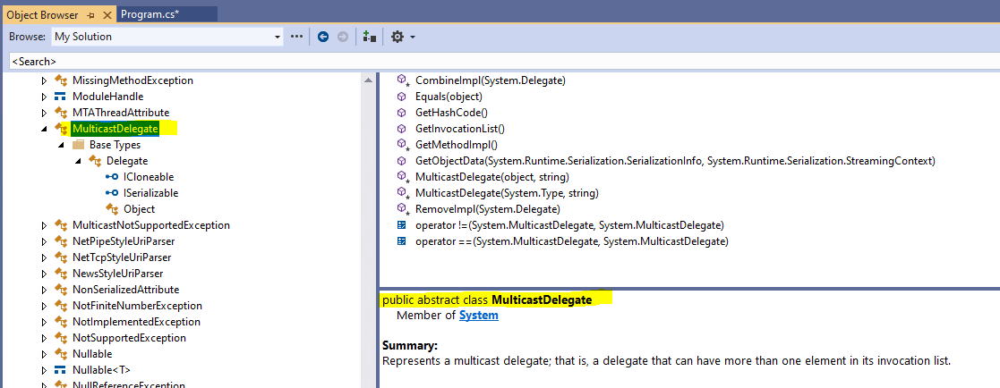 Object Browser
Program.cs*
Browse: My Solution
<Search>
MissingMethodException
ModuleHandle
MTAThreadAttribute
MulticastDelegate
Base Types
Delegate
ICloneable
ISerializable
Object
MulticastNotSupportedException
NetPipeStyleUriParser
NetTcpStyleUriParser
NewsStyleUriParser
NonSerializedAttribute
NotFiniteNumberException
NotImplementedException
NotSupportedException
Nullable
Nullable<T>
NullReferenceException
CombineImpl(System.Delegate)
Equals(object)
GetHashCode()
GetInvocationList()
GetMethodImpl()
GetObjectData(System.Runtime.Serialization.SerializationInfo, System.Runtime.Serialization.StreamingContext)
MulticastDelegate(object, string)
MulticastDelegate(System.Type, string)
RemoveImpl(System.Delegate)
operator !=(System.MulticastDelegate, System.MulticastDelegate)
operator ==(System.MulticastDelegate, System.MulticastDelegate)
public abstract class MulticastDelegate
Member of System
Summary:
Represents a multicast delegate; that is, a delegate that can have more than one element in its invocation list.